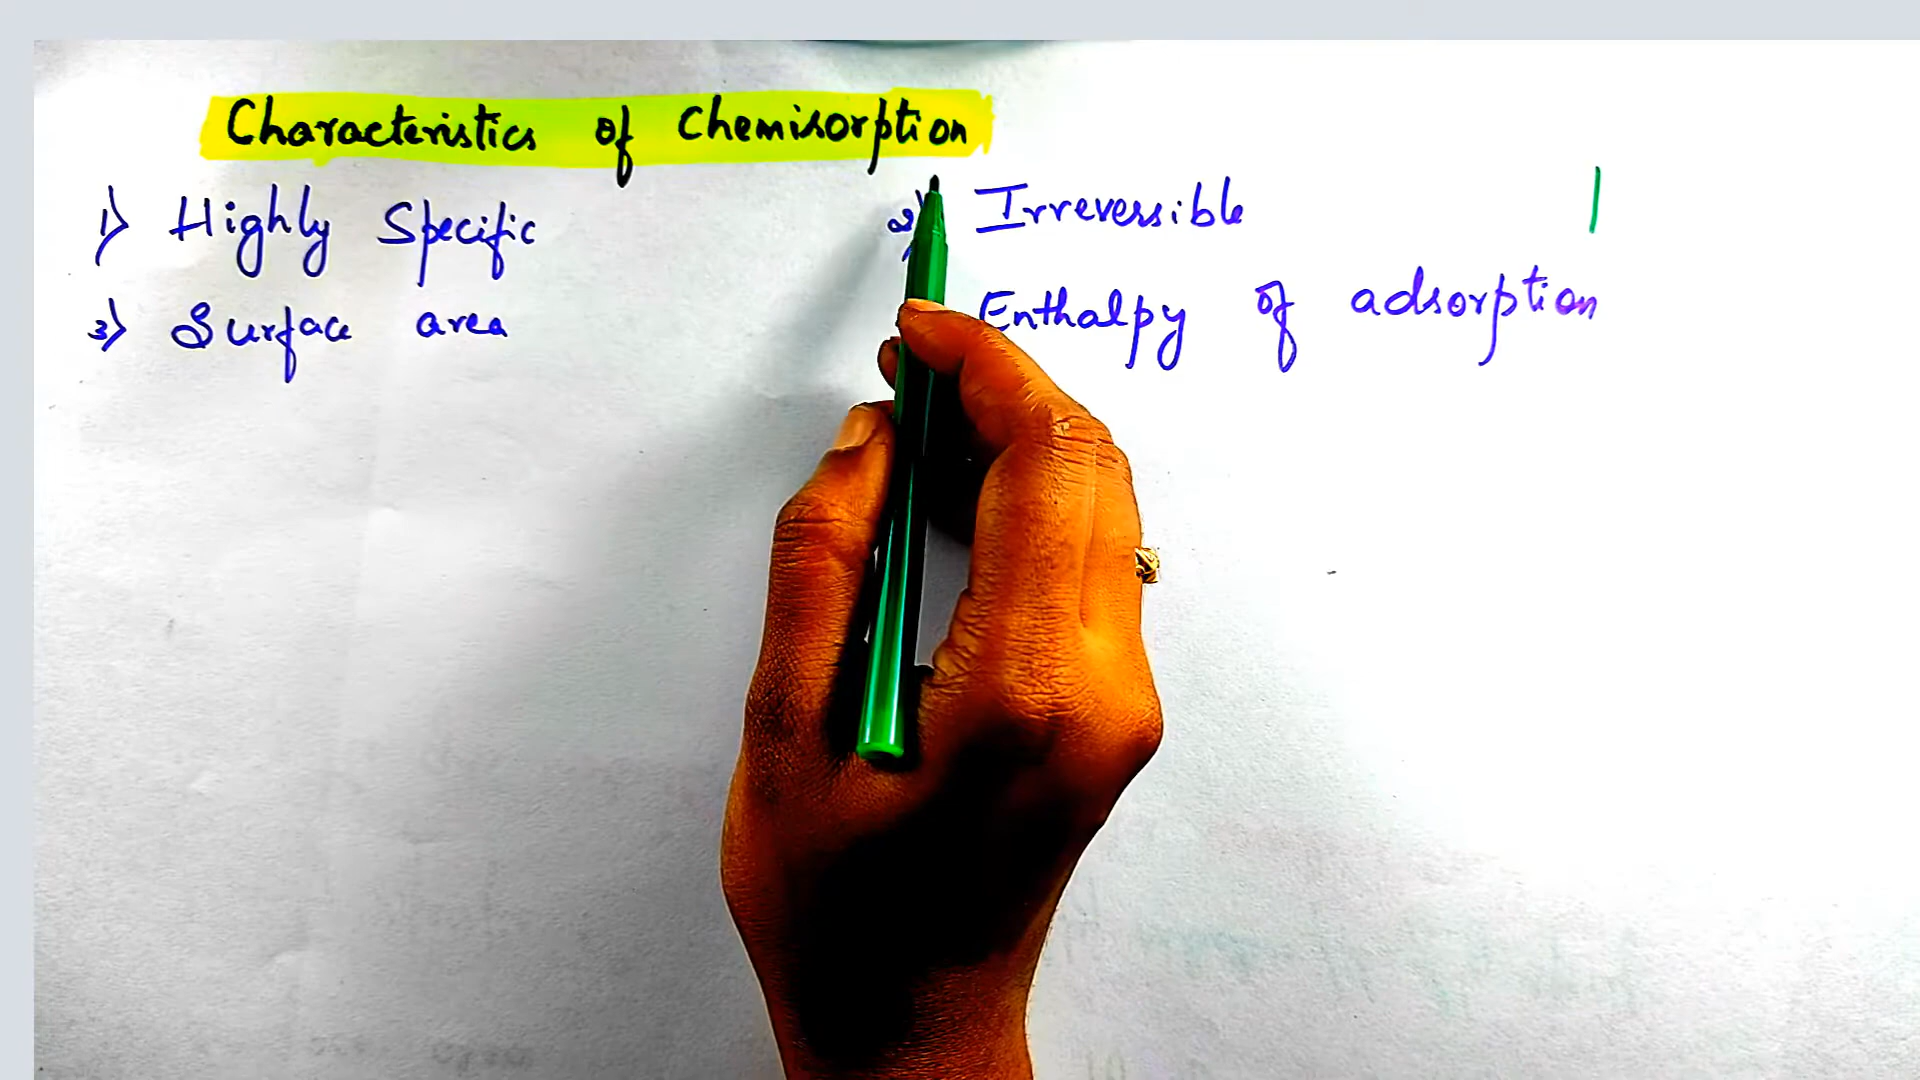 Characteristics of Chemisorption
1) Highly Specific 2) Irreversible
3) Surface area Enthalpy of adsorption